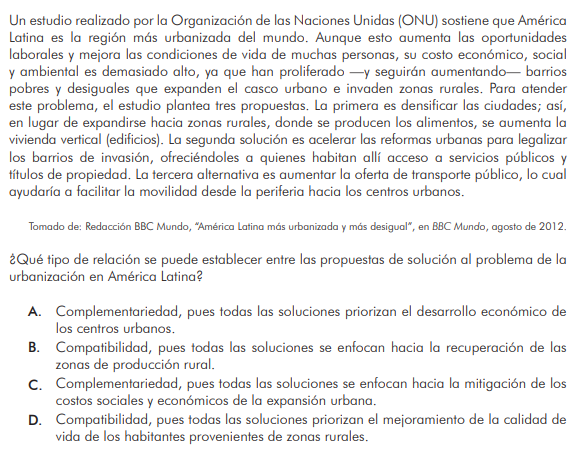 Un estudio realizado por la Organización de las Naciones Unidas (ONU) sostiene que América
Latina es la región más urbanizada del mundo. Aunque esto aumenta las oportunidades
laborales y mejora las condiciones de vida de muchas personas, su costo económico, social
y ambiental es demasiado alto, ya que han proliferado —y seguirán aumentando— barrios
pobres y desiguales que expanden el casco urbano e invaden zonas rurales. Para atender
este problema, el estudio plantea tres propuestas. La primera es densificar las ciudades; así,
en lugar de expandirse hacia zonas rurales, donde se producen los alimentos, se aumenta la
vivienda vertical (edificios). La segunda solución es acelerar las reformas urbanas para legalizar
los barrios de invasión, ofreciéndoles a quienes habitan allí acceso a servicios públicos y
títulos de propiedad. La tercera alternativa es aumentar la oferta de transporte público, lo cual
ayudaría a facilitar la movilidad desde la periferia hacia los centros urbanos.
Tomado de: Redacción BBC Mundo, "América Latina más urbanizada y más desigual", en BBC Mundo, agosto de 2012.
¿Qué tipo de relación se puede establecer entre las propuestas de solución al problema de la
urbanización en América Latina?
A. Complementariedad, pues todas las soluciones priorizan el desarrollo económico de
los centros urbanos.
B. Compatibilidad, pues todas las soluciones se enfocan hacia la recuperación de las
zonas de producción rural.
C. Complementariedad, pues todas las soluciones se enfocan hacia la mitigación de los
costos sociales y económicos de la expansión urbana.
D. Compatibilidad, pues todas las soluciones priorizan el mejoramiento de la calidad de
vida de los habitantes provenientes de zonas rurales.